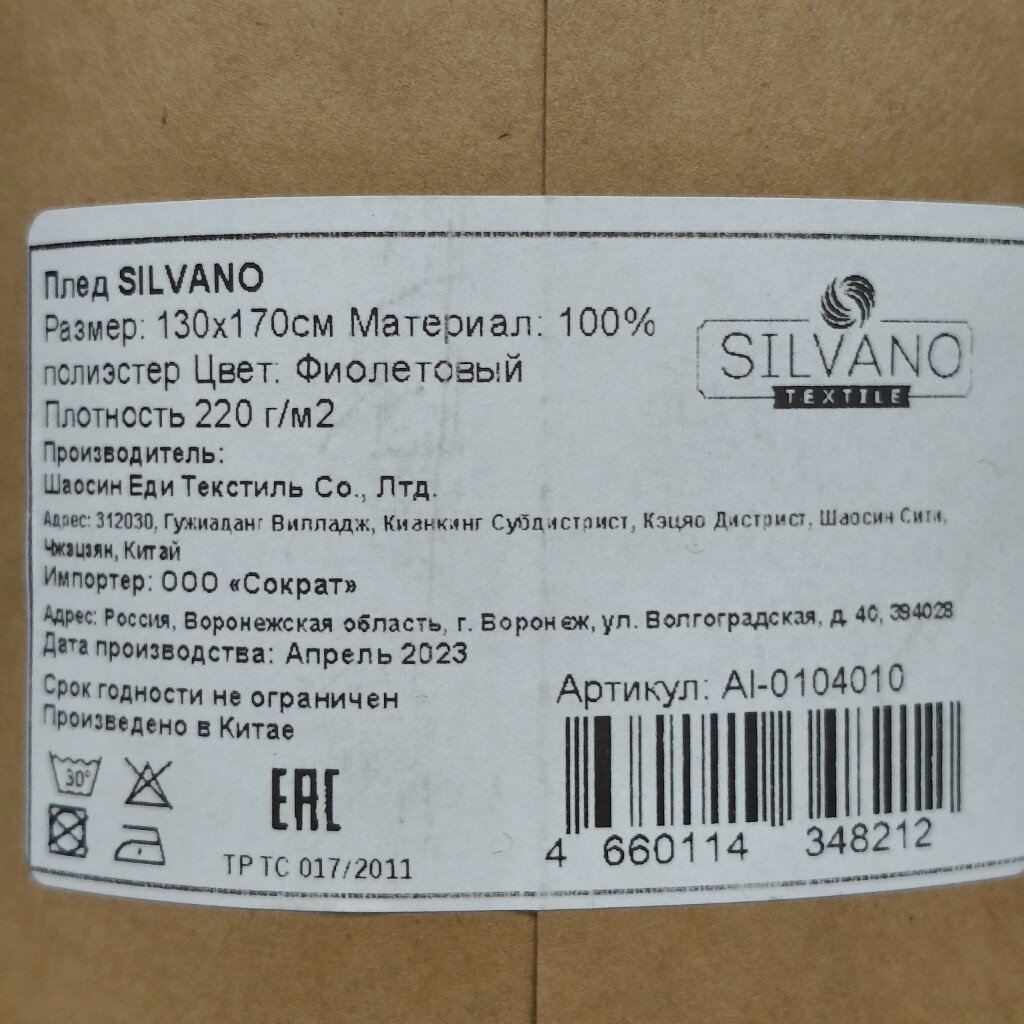 Плед SILVANO
Размер: 130х170см Материал: 100%
полиэстер Цвет: Фиолетовый
Плотность 220 г/м2
SILVANO
TEXTILE
Производитель:
Шаосин Еди Текстиль Со., Лтд.
Адрес: 312030, Гужиаданг Вилладж, Кианкинг Субдистрист, Кэцяо Дистрист, Шаосин Сити,
Чжацзян, Китай
Импортер: ООО «Сократ»
Адрес: Россия, Воронежская область, г. Воронеж, ул. Волгоградская, д. 40, 394028
Дата производства: Апрель 2023
Срок годности не ограничен
Произведено в Китае
Артикул: AI-0104010
30°
EAC
ТР ТС 017/2011
4 660114 348212